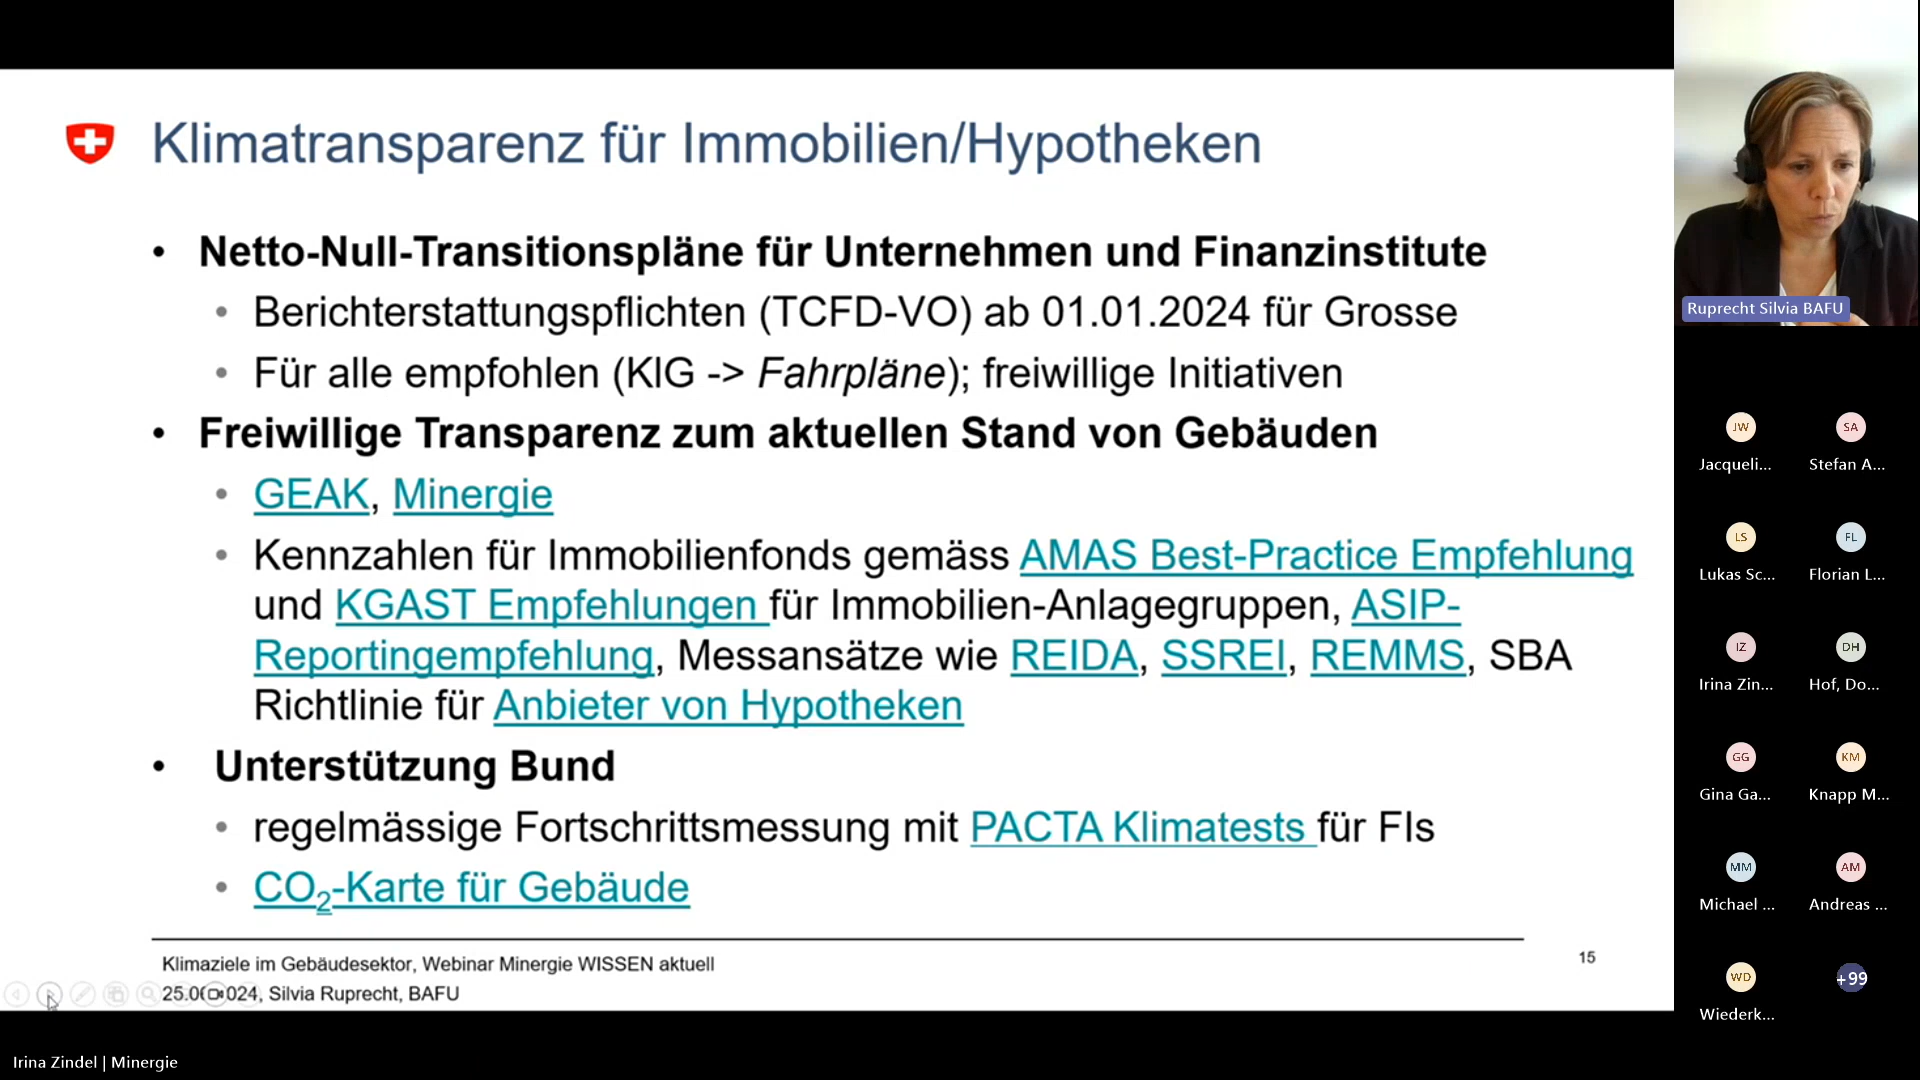 Klimatransparenz für Immobilien/Hypotheken
• Netto-Null-Transitionspläne für Unternehmen und Finanzinstitute
• Berichterstattungspflichten (TCFD-VO) ab 01.01.2024 für Grosse
• Für alle empfohlen (KlG -> Fahrpläne); freiwillige Initiativen
• Freiwillige Transparenz zum aktuellen Stand von Gebäuden
• GEAK, Minergie
• Kennzahlen für Immobilienfonds gemäss AMAS Best-Practice Empfehlung
und KGAST Empfehlungen für Immobilien-Anlagegruppen, ASIP-
Reportingempfehlung, Messansätze wie REIDA, SSREI, REMMS, SBA
Richtlinie für Anbieter von Hypotheken
• Unterstützung Bund
• regelmässige Fortschrittsmessung mit PACTA Klimatests für FIs
• CO₂-Karte für Gebäude
Klimaziele im Gebäudesektor, Webinar Minergie WISSEN aktuell
Silvia Ruprecht, BAFU
15
Ruprecht Silvia BAFU
JW
SA
Jacqueli...
Stefan A...
LS
FL
Lukas Sc...
Florian L...
IZ
DH
Irina Zin...
Hof, Do...
GG
KM
Gina Ga...
Knapp M...
MM
AM
Michael ...
Andreas ...
WD
+99
Wiederk...
Irina Zindel | Minergie